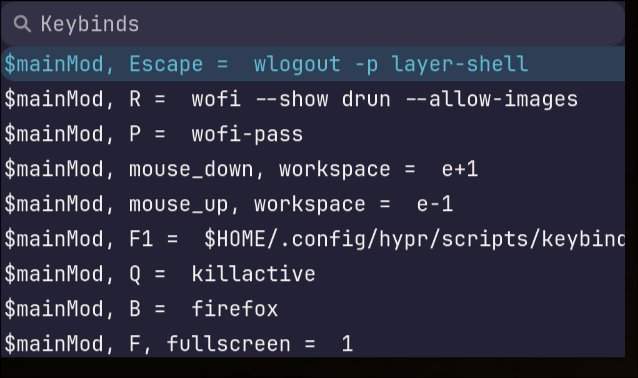 Keybinds
$mainMod, Escape =  wlogout -p layer-shell
$mainMod, R =  wofi --show drun --allow-images
$mainMod, P =  wofi-pass
$mainMod, mouse_down, workspace =  e+1
$mainMod, mouse_up, workspace =  e-1
$mainMod, F1 =  $HOME/.config/hypr/scripts/keybind
$mainMod, Q =  killactive
$mainMod, B =  firefox
$mainMod, F, fullscreen =  1